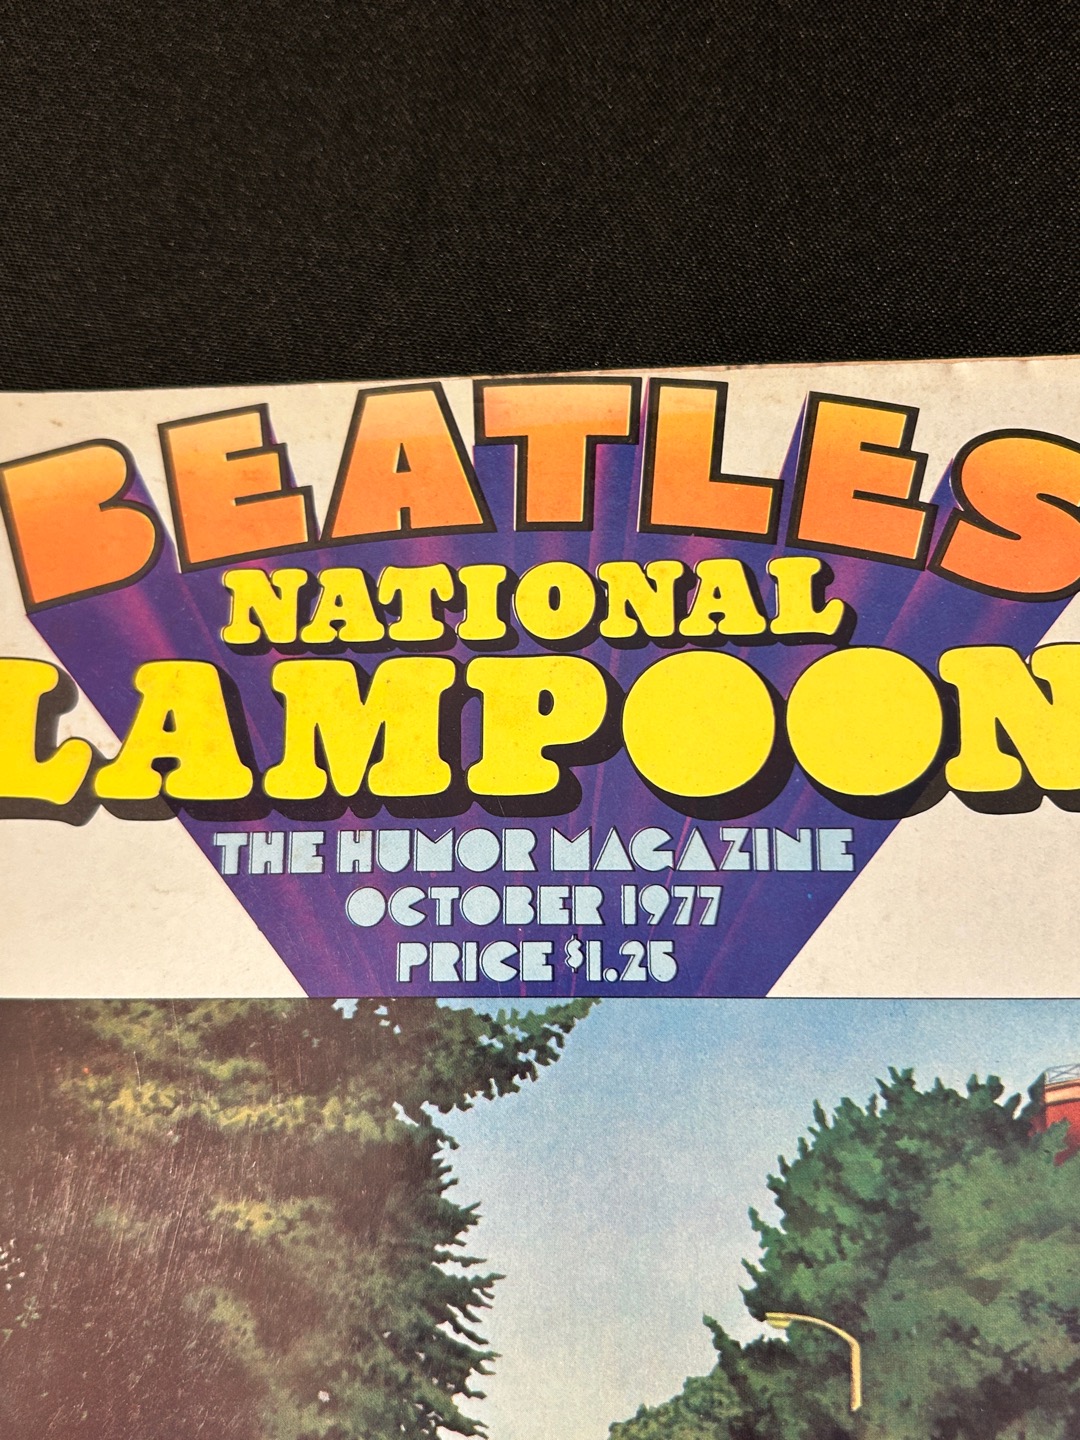 BEATLES
NATIONAL
LAMPOON
THE HUMOR MAGAZINE
OCTOBER 1977
PRICE $1.25